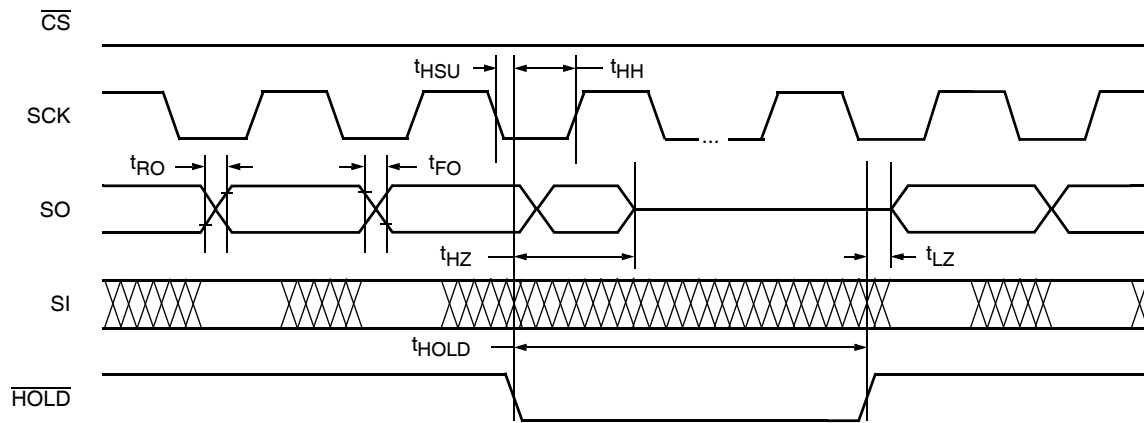 CS
tHSU
tHH
SCK
...
tRO
tFO
SO
tHZ
tLZ
SI
tHOLD
HOLD